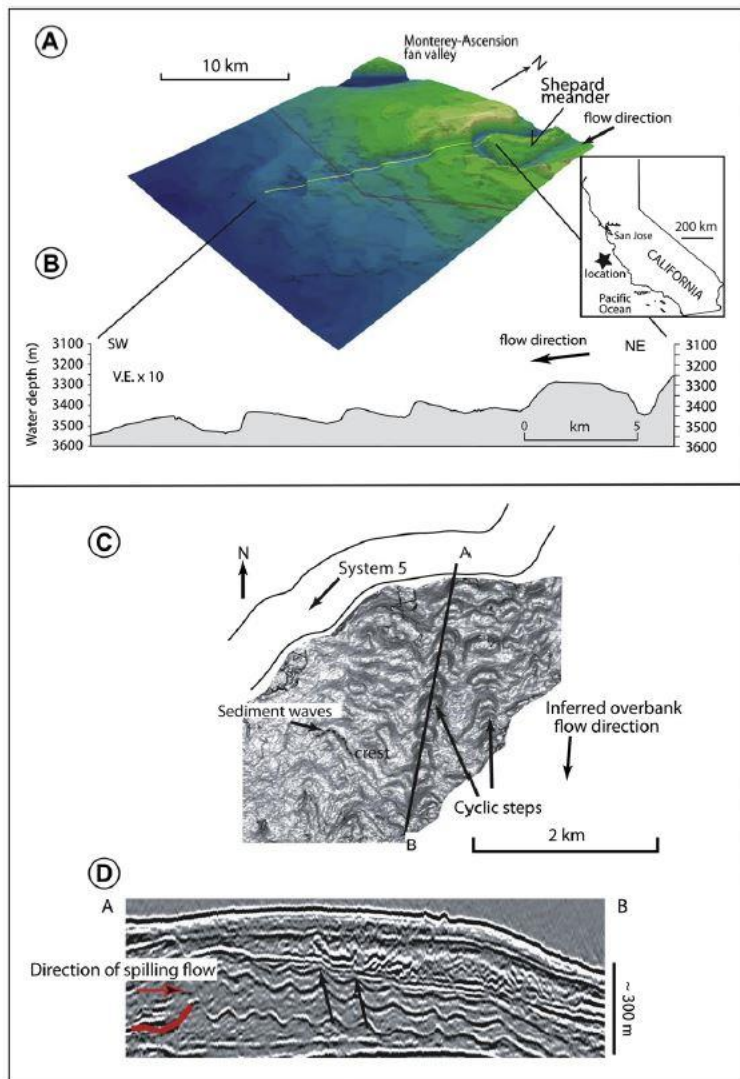 A
Monterey-Ascension
fan valley
10 km
N
Shepard
meander
flow direction
200 km
San Jose
location
CALIFORNIA
Pacific
Ocean
B
Water depth (m)
3100
3200
3300
3400
3500
3600
SW
V.E. x 10
flow direction
NE
0
km
5
3100
3200
3300
3400
3500
3600
C
N
System 5
A
Sediment waves
crest
Inferred overbank
flow direction
Cyclic steps
B
2 km
D
A
B
Direction of spilling flow
~ 300 m